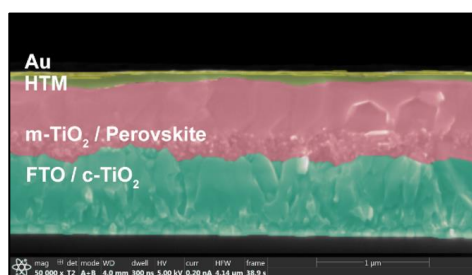 Au
HTM
m-TiO₂ / Perovskite
FTO / c-TiO₂
mag det mode WD dwell HV curr HFW frame
50 000 x T2 A+B 4.0 mm 300 ns 5.00 kV 0.20 nA 4.14 µm 38.9 s
1 µm